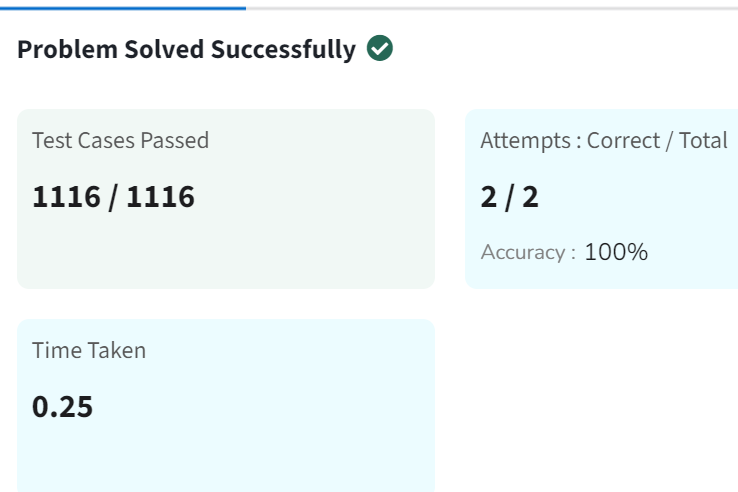 Problem Solved Successfully
Test Cases Passed
1116 / 1116
Attempts : Correct / Total
2 / 2
Accuracy : 100%
Time Taken
0.25